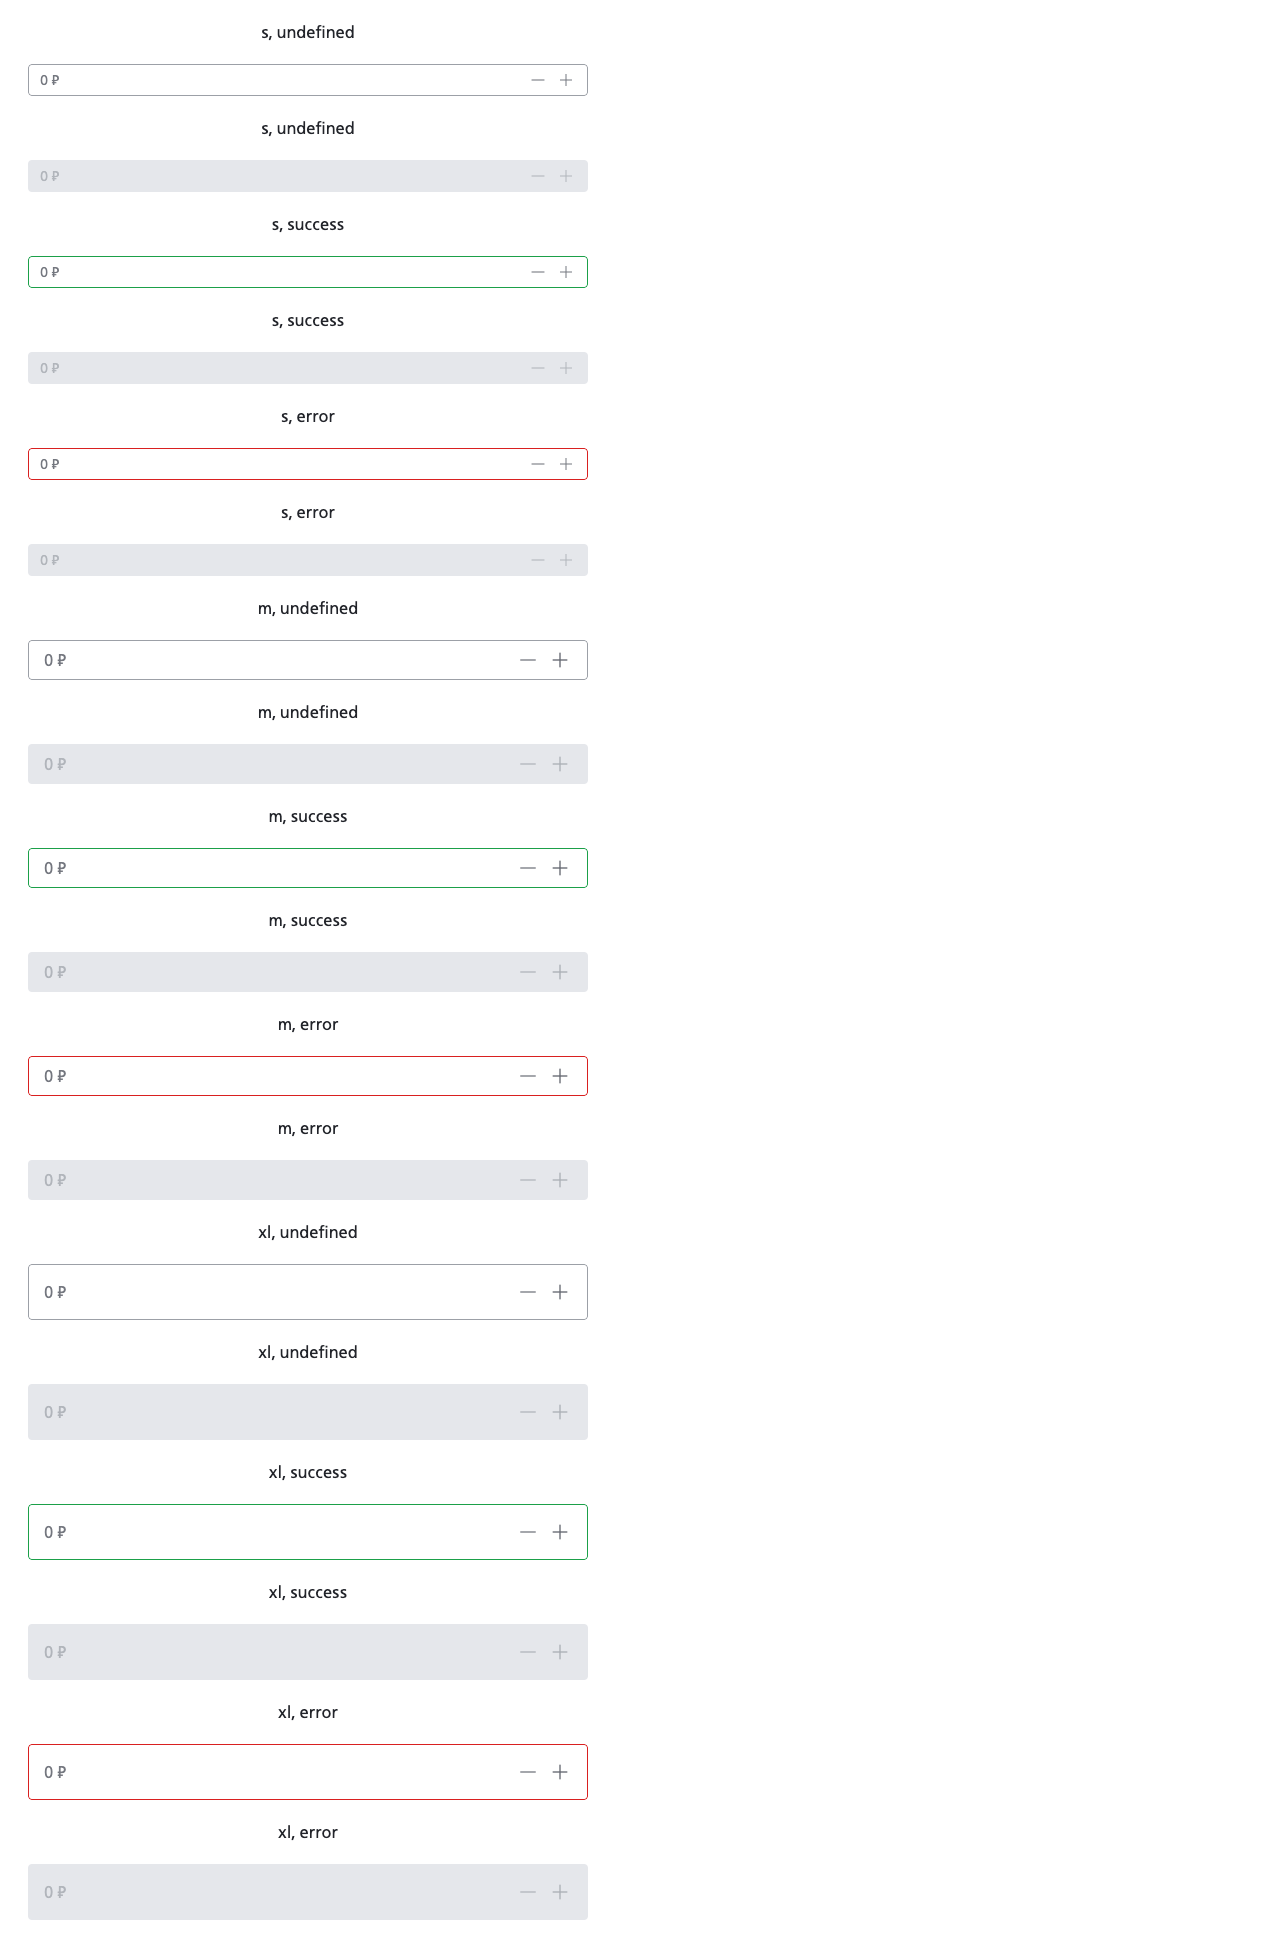 s, undefined
0 ₽
s, undefined
0 ₽
s, success
0 ₽
s, success
0 ₽
s, error
0 ₽
s, error
0 ₽
m, undefined
0 ₽
m, undefined
0 ₽
m, success
0 ₽
m, success
0 ₽
m, error
0 ₽
m, error
0 ₽
xl, undefined
0 ₽
xl, undefined
0 ₽
xl, success
0 ₽
xl, success
0 ₽
xl, error
0 ₽
xl, error
0 ₽